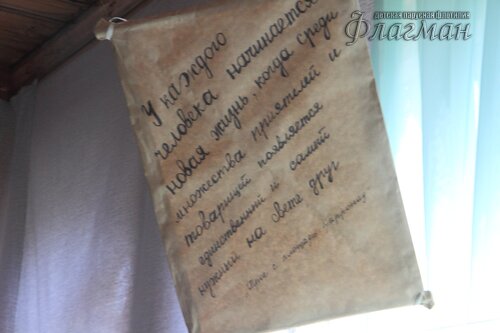 детская парусная флотилия
Флагман
У каждого
человека начинается
новая жизнь, когда среди
множества приятелей и
товарищей появляется
единственный и самый
нужный на свете друг